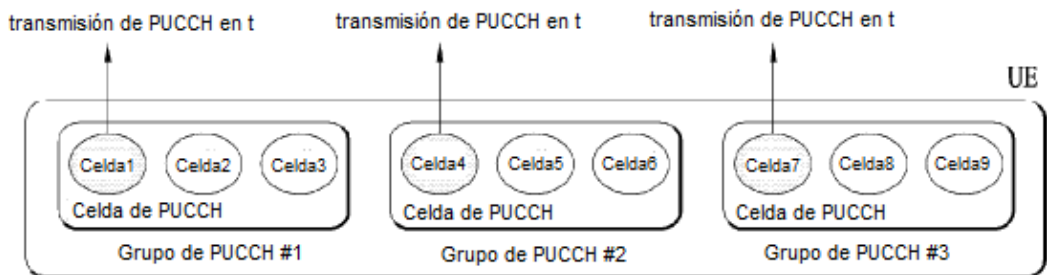 transmisión de PUCCH en t transmisión de PUCCH en t transmisión de PUCCH en t
UE
Celda1 Celda2 Celda3 Celda4 Celda5 Celda6 Celda7 Celda8 Celda9
Celda de PUCCH Celda de PUCCH Celda de PUCCH
Grupo de PUCCH #1 Grupo de PUCCH #2 Grupo de PUCCH #3